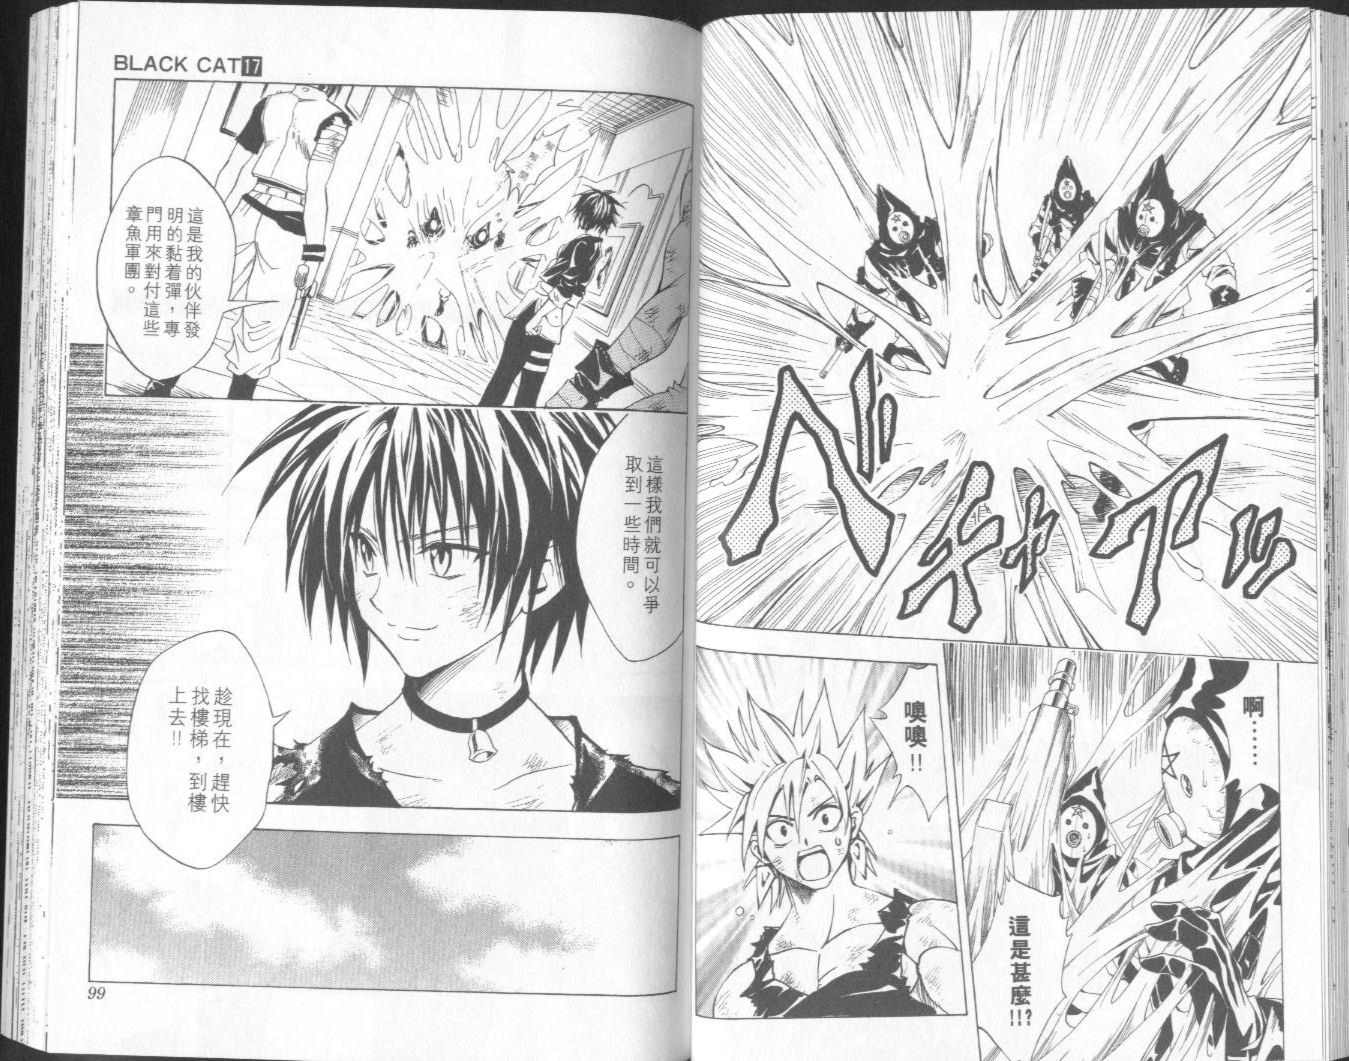 ベチャアッ
啊……
這是甚麼!!?
噢噢!!
BLACK CAT17
這是我的伙伴發
明的黏着彈，專
門用來對付這些
章魚軍團。
這樣我們就可以爭
取到一些時間。
趁現在，趕快
找樓梯，到樓
上去!!
99